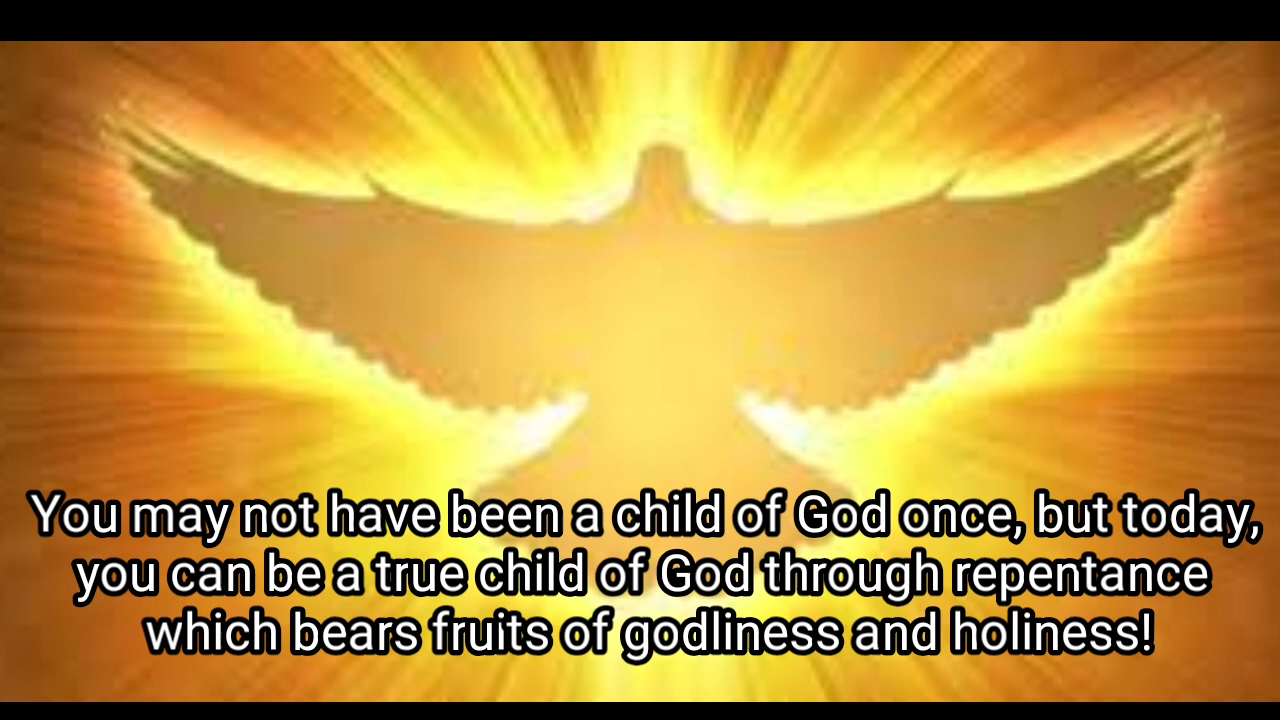 You may not have been a child of God once, but today,
you can be a true child of God through repentance
which bears fruits of godliness and holiness!